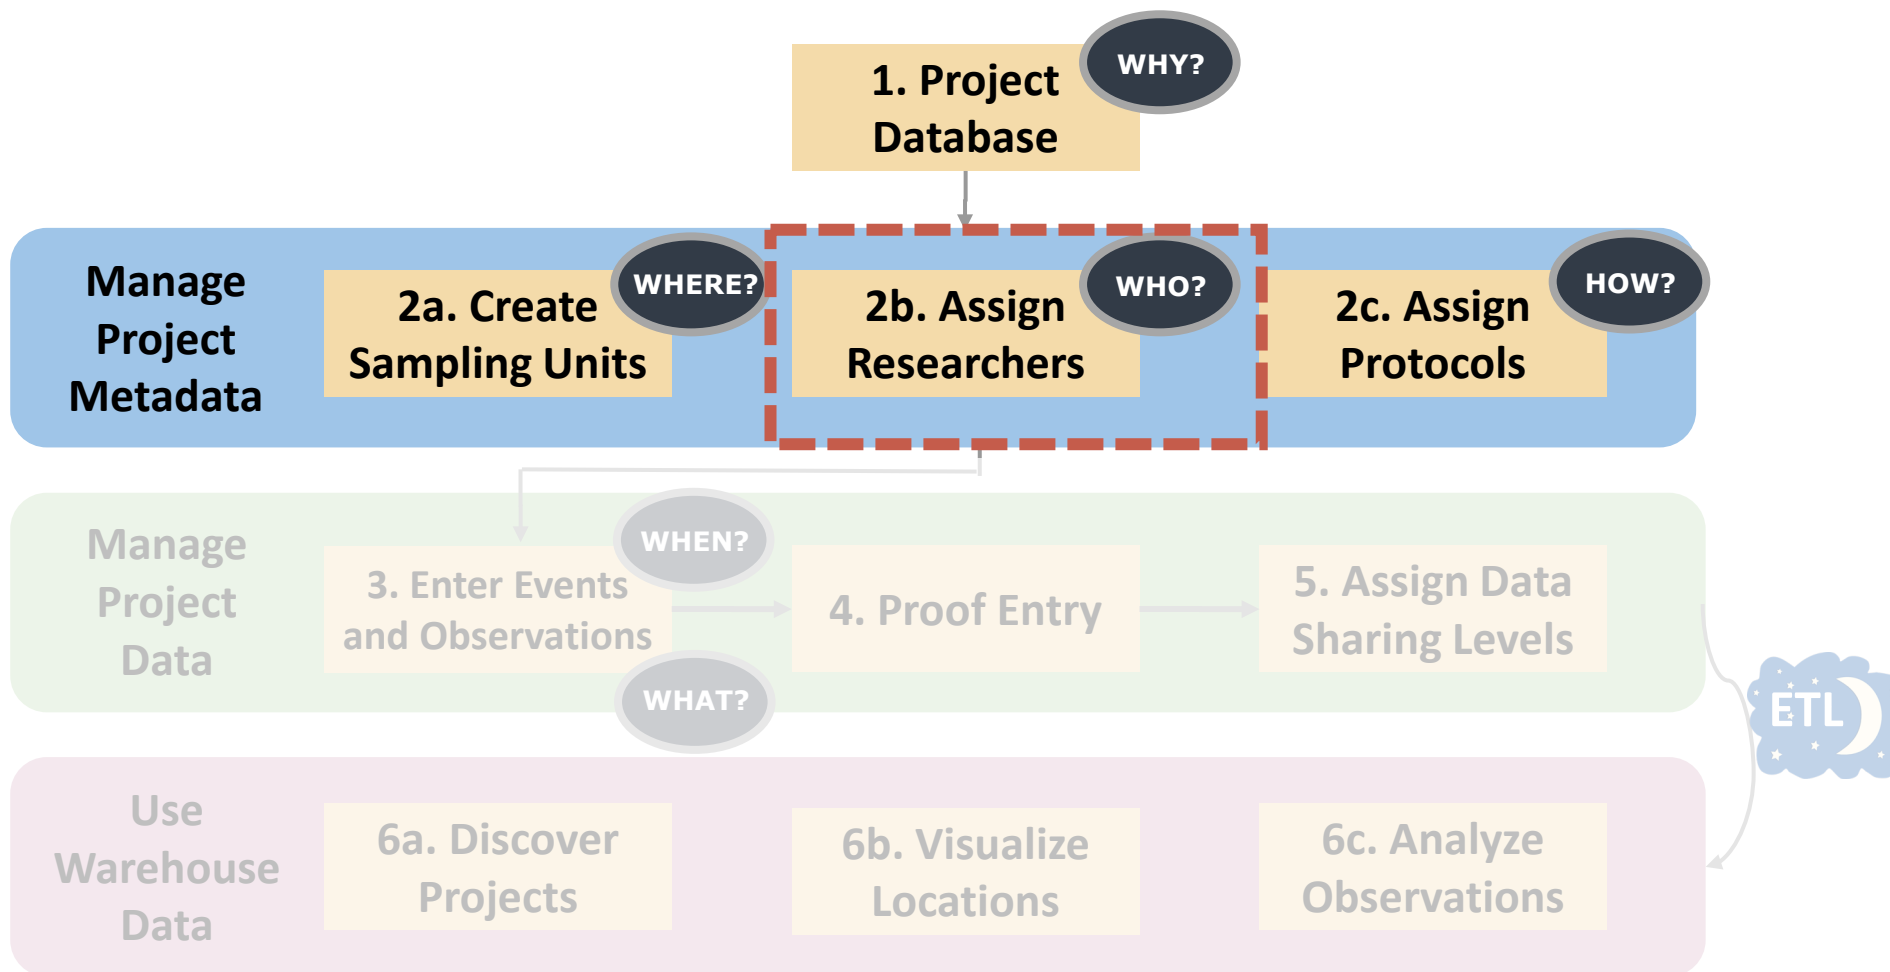 1. Project
Database
WHY?
Manage
Project
Metadata
2a. Create
Sampling Units
WHERE?
2b. Assign
Researchers
WHO?
2c. Assign
Protocols
HOW?
Manage
Project
Data
3. Enter Events
and Observations
WHEN?
WHAT?
4. Proof Entry
5. Assign Data
Sharing Levels
ETL
Use
Warehouse
Data
6a. Discover
Projects
6b. Visualize
Locations
6c. Analyze
Observations